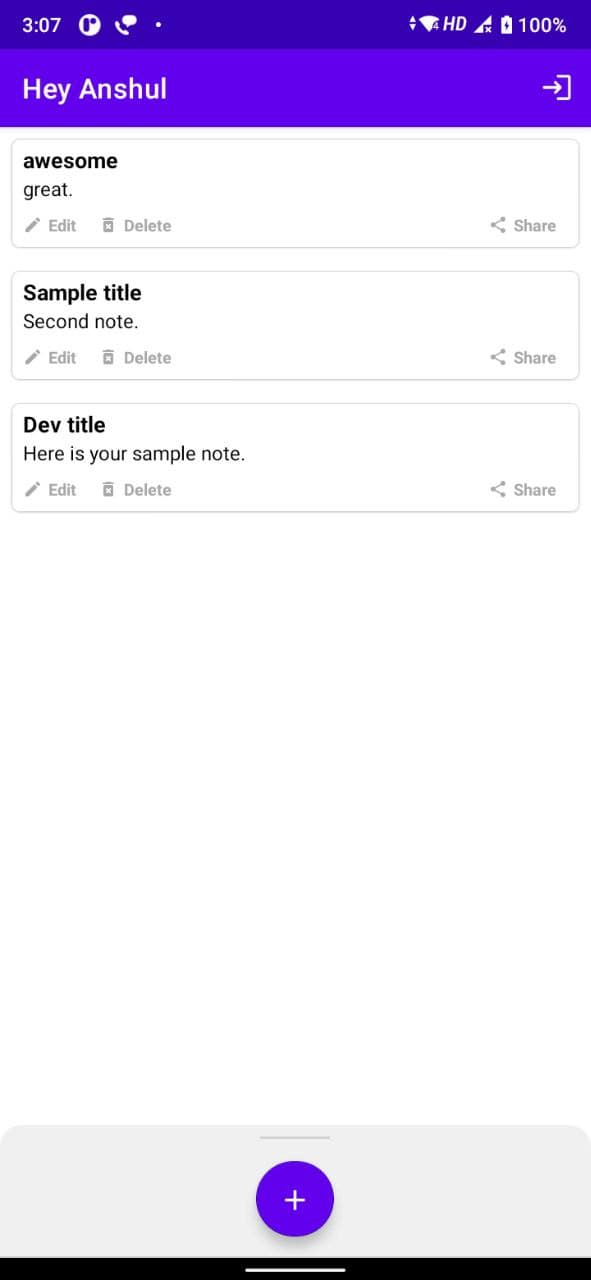 3:07 HD 100%
Hey Anshul
awesome
great.
Edit Delete Share
Sample title
Second note.
Edit Delete Share
Dev title
Here is your sample note.
Edit Delete Share
+